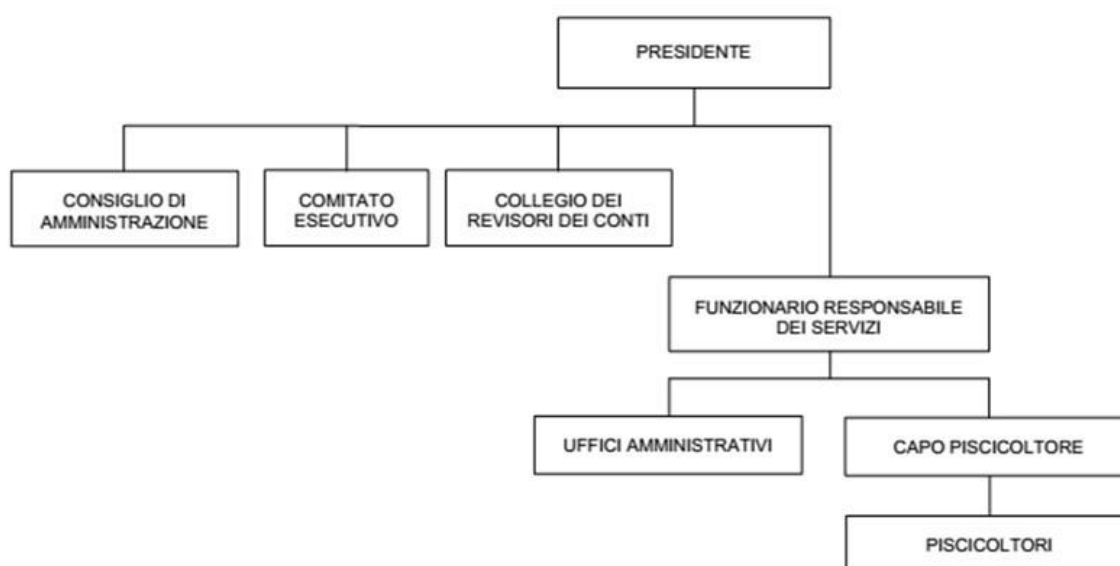 PRESIDENTE
CONSIGLIO DI
AMMINISTRAZIONE
COMITATO
ESECUTIVO
COLLEGIO DEI
REVISORI DEI CONTI
FUNZIONARIO RESPONSABILE
DEI SERVIZI
UFFICI AMMINISTRATIVI
CAPO PISCICOLTORE
PISCICOLTORI